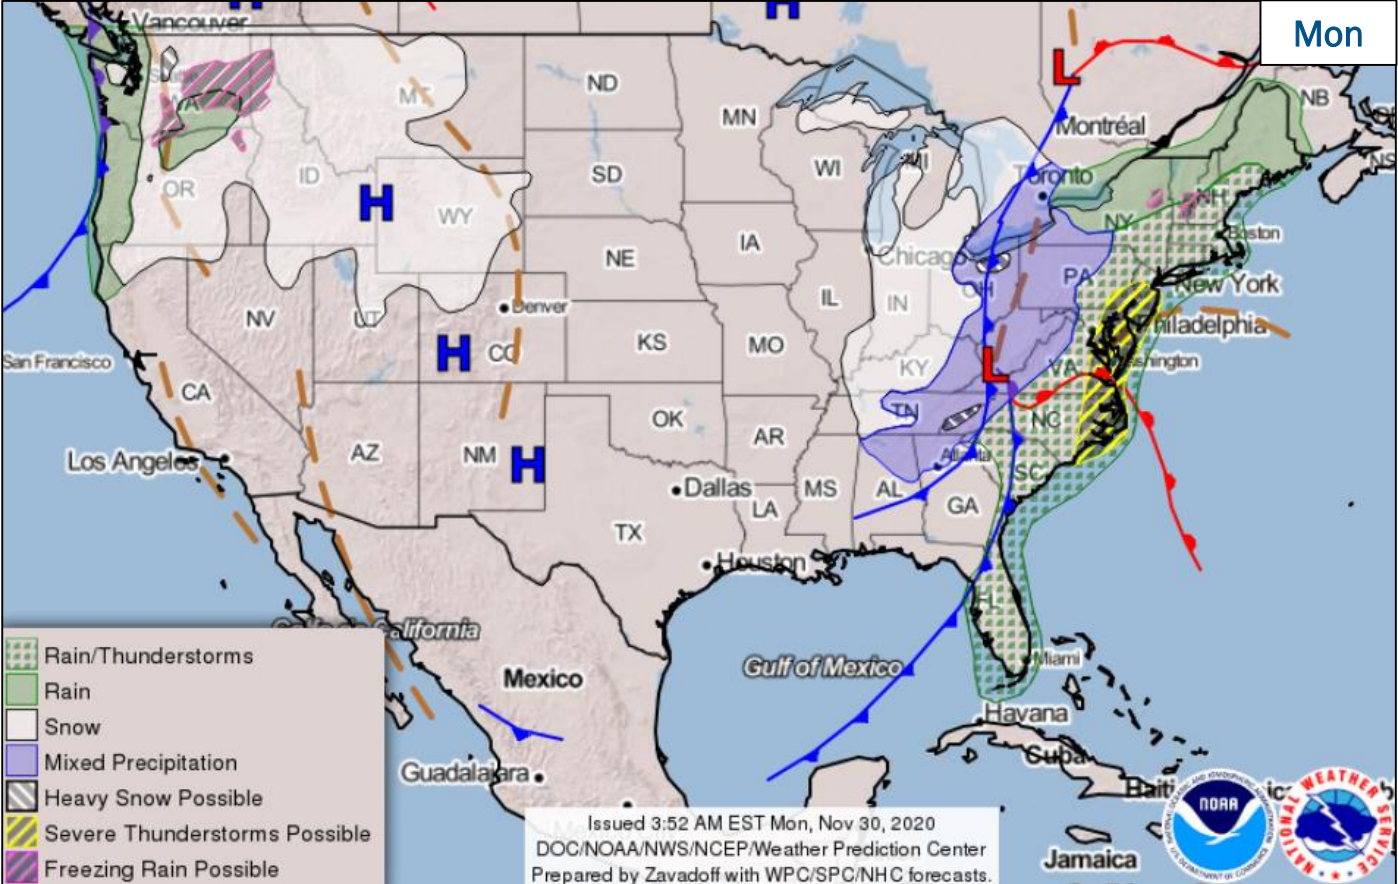 Mon
H
H
Vancouver
L
ND
MT
NB
MN
Montréal
WA
WI
MI
SD
ID
Toronto
OR
H
NH
WY
NY
Boston
IA
NE
Chicago
PA
OH
New York
IN
IL
Denver
NV
UT
Philadelphia
KS
MO
H
CO
San Francisco
L
Washington
KY
VA
CA
TN
OK
NC
AR
AZ
NM
Atlanta
Los Angeles
H
SC
Dallas
MS
AL
LA
GA
TX
Houston
FL
Golfo de California
Rain/Thunderstorms
Miami
Gulf of Mexico
Mexico
Rain
Havana
Snow
Cuba
Mixed Precipitation
Guadalajara
Haiti
Heavy Snow Possible
NOAA
NATIONAL WEATHER SERVICE
Issued 3:52 AM EST Mon, Nov 30, 2020
Severe Thunderstorms Possible
DOC/NOAA/NWS/NCEP/Weather Prediction Center
Jamaica
Freezing Rain Possible
Prepared by Zavadoff with WPC/SPC/NHC forecasts.